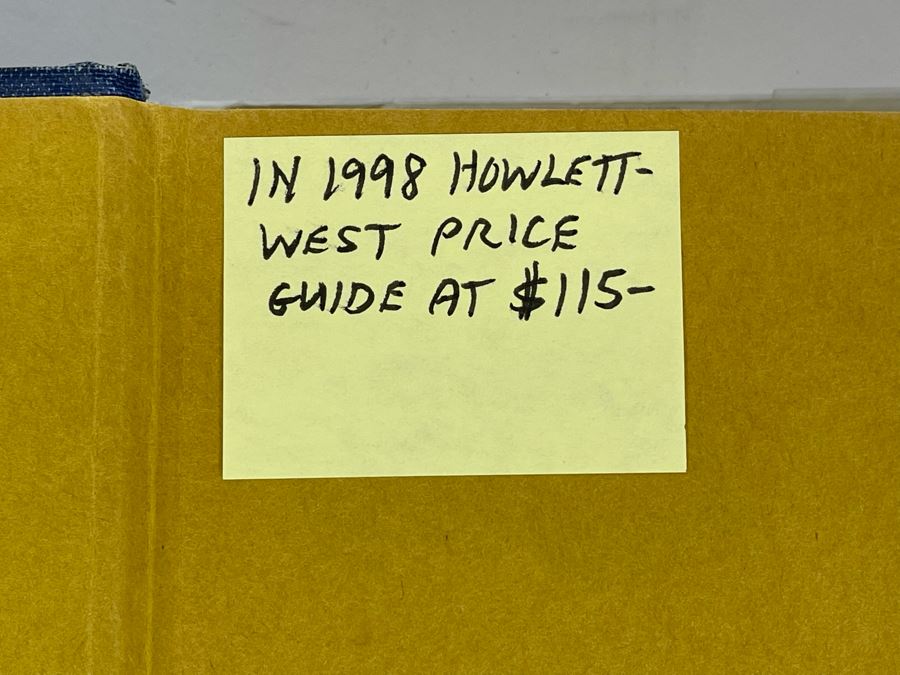 IN 1998 HOWLETT-
WEST PRICE
GUIDE AT $115-